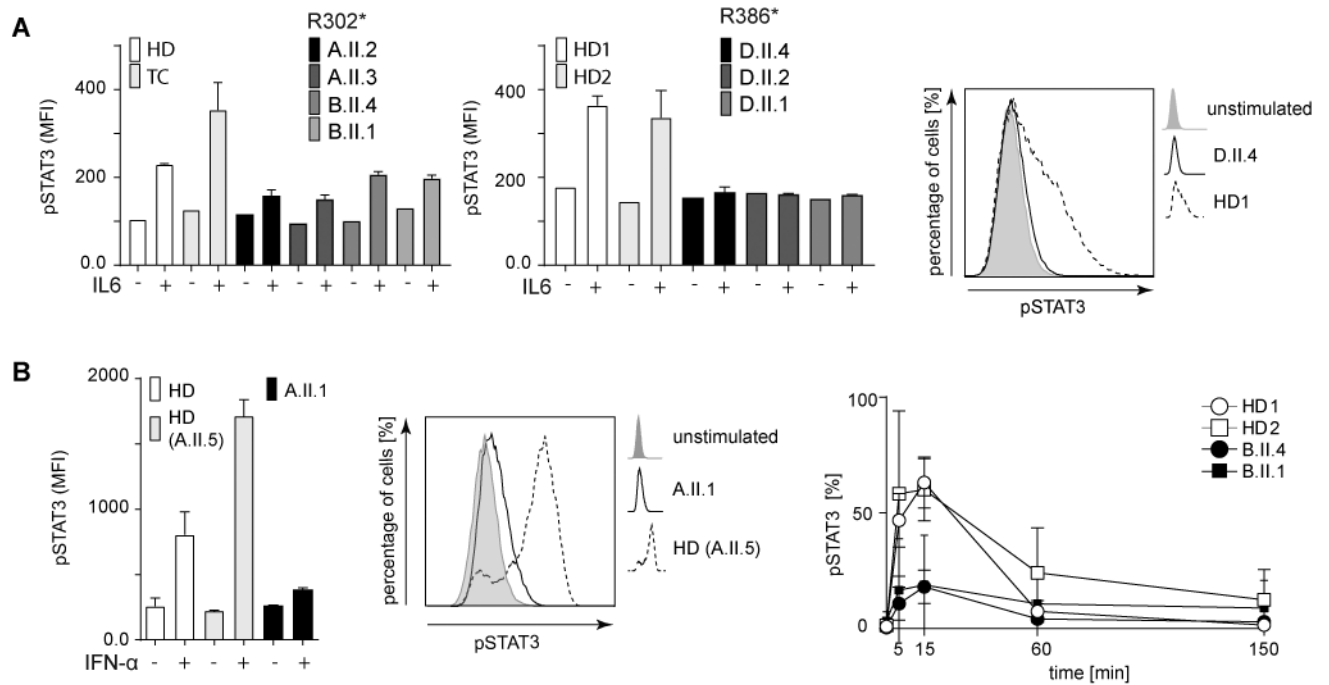 A
R302*
HD
TC
A.II.2
A.II.3
B.II.4
B.II.1
pSTAT3 (MFI)
400
200
0.0
IL6 - + - + - + - + - + - +
R386*
HD1
HD2
D.II.4
D.II.2
D.II.1
pSTAT3 (MFI)
400
200
0.0
IL6 - + - + - + - + - +
percentage of cells [%]
pSTAT3
unstimulated
D.II.4
HD1
B
2000
1000
0.0
pSTAT3 (MFI)
HD
HD
(A.II.5)
A.II.1
IFN-α - + - + - +
percentage of cells [%]
pSTAT3
unstimulated
A.II.1
HD (A.II.5)
100
50
0
pSTAT3 [%]
HD1
HD2
B.II.4
B.II.1
5 15 60 150
time [min]